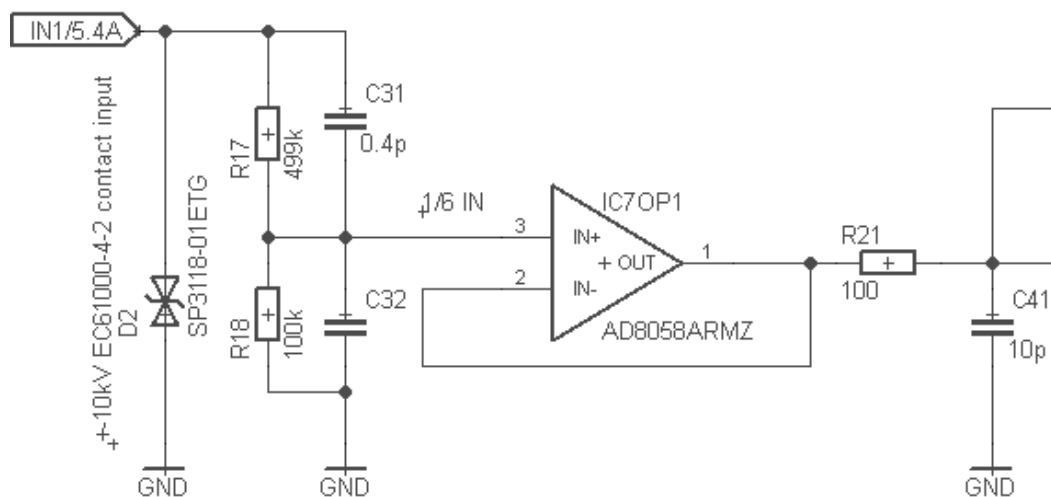 IN1/5.4A
+-10kV EC61000-4-2 contact input
D2
SP3118-01ETG
R17
499k
C31
0.4p
1/6 IN
R18
100k
C32
3
2
IC7OP1
IN+
+ OUT
IN-
AD8058ARMZ
1
R21
100
C41
10p
GND
GND
GND